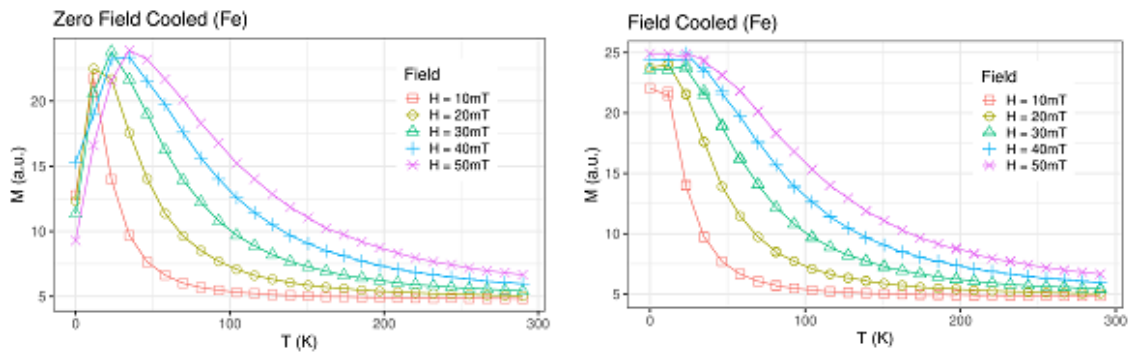 Zero Field Cooled (Fe)
M (a.u.)
20
15
10
5
0
100
200
300
T (K)
Field
H = 10mT
H = 20mT
H = 30mT
H = 40mT
H = 50mT
Field Cooled (Fe)
M (a.u.)
25
20
15
10
5
0
100
200
300
T (K)
Field
H = 10mT
H = 20mT
H = 30mT
H = 40mT
H = 50mT